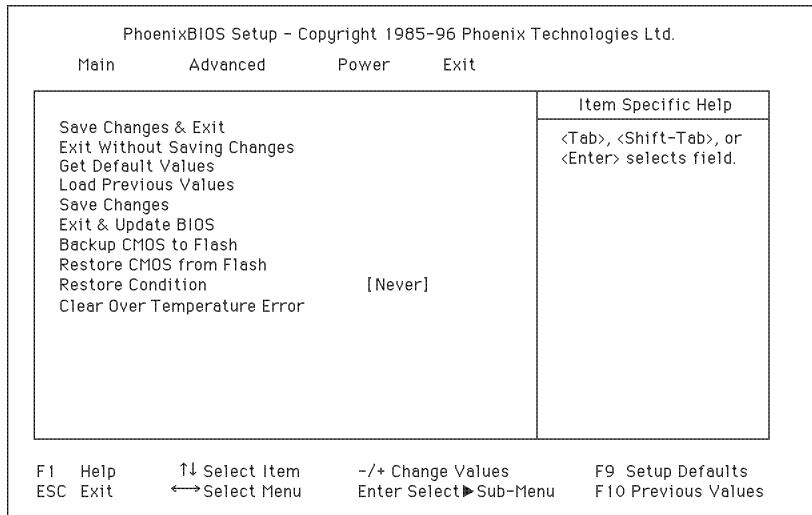 PhoenixBIOS Setup - Copyright 1985-96 Phoenix Technologies Ltd.
Main Advanced Power Exit
Item Specific Help
<Tab>, <Shift-Tab>, or
<Enter> selects field.
Save Changes & Exit
Exit Without Saving Changes
Get Default Values
Load Previous Values
Save Changes
Exit & Update BIOS
Backup CMOS to Flash
Restore CMOS from Flash
Restore Condition [Never]
Clear Over Temperature Error
F1 Help ↑↓ Select Item -/+ Change Values F9 Setup Defaults
ESC Exit ←→ Select Menu Enter Select▶Sub-Menu F10 Previous Values